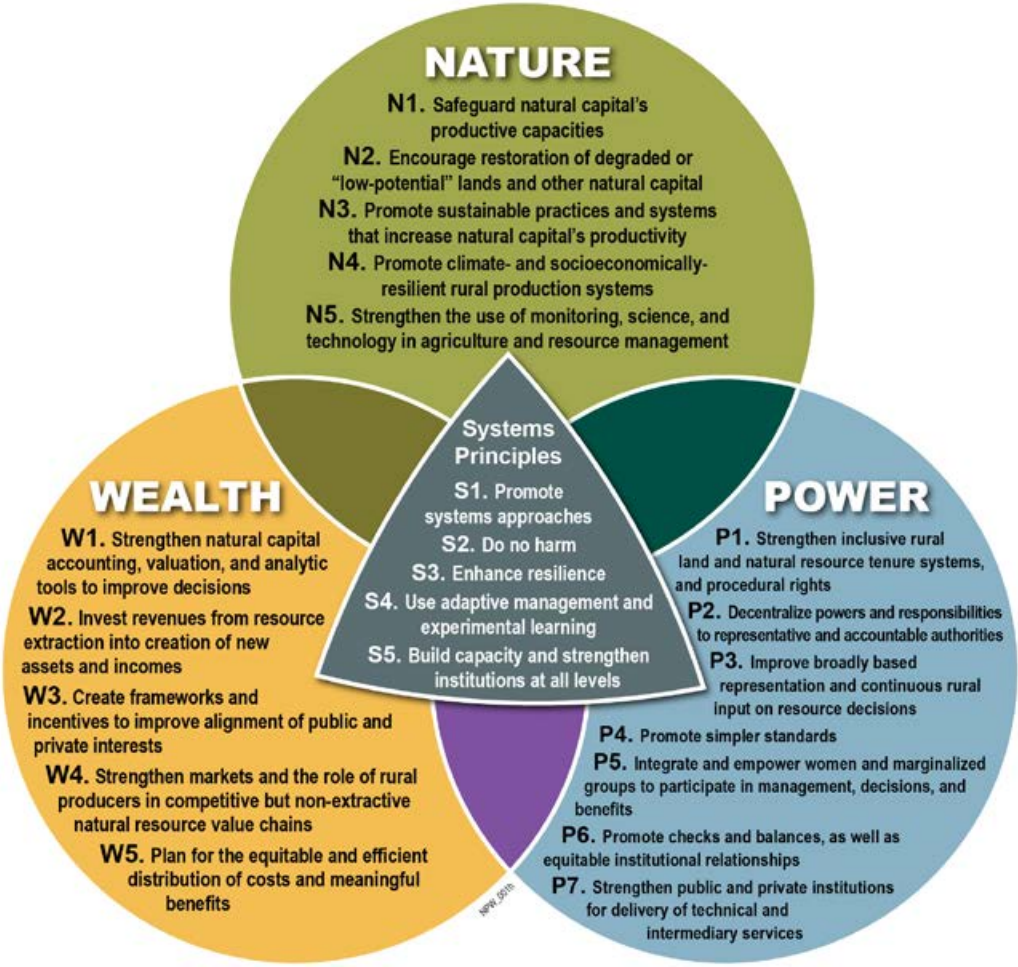 NATURE
N1. Safeguard natural capital's
productive capacities
N2. Encourage restoration of degraded or
“low-potential” lands and other natural capital
N3. Promote sustainable practices and systems
that increase natural capital's productivity
N4. Promote climate- and socioeconomically-
resilient rural production systems
N5. Strengthen the use of monitoring, science, and
technology in agriculture and resource management
Systems
Principles
S1. Promote
systems approaches
S2. Do no harm
S3. Enhance resilience
S4. Use adaptive management and
experimental learning
S5. Build capacity and strengthen
institutions at all levels
WEALTH
W1. Strengthen natural capital
accounting, valuation, and analytic
tools to improve decisions
W2. Invest revenues from resource
extraction into creation of new
assets and incomes
W3. Create frameworks and
incentives to improve alignment of public and
private interests
W4. Strengthen markets and the role of rural
producers in competitive but non-extractive
natural resource value chains
W5. Plan for the equitable and efficient
distribution of costs and meaningful
benefits
POWER
P1. Strengthen inclusive rural
land and natural resource tenure systems,
and procedural rights
P2. Decentralize powers and responsibilities
to representative and accountable authorities
P3. Improve broadly based
representation and continuous rural
input on resource decisions
P4. Promote simpler standards
P5. Integrate and empower women and marginalized
groups to participate in management, decisions, and
benefits
P6. Promote checks and balances, as well as
equitable institutional relationships
P7. Strengthen public and private institutions
for delivery of technical and
intermediary services
NPW_001h